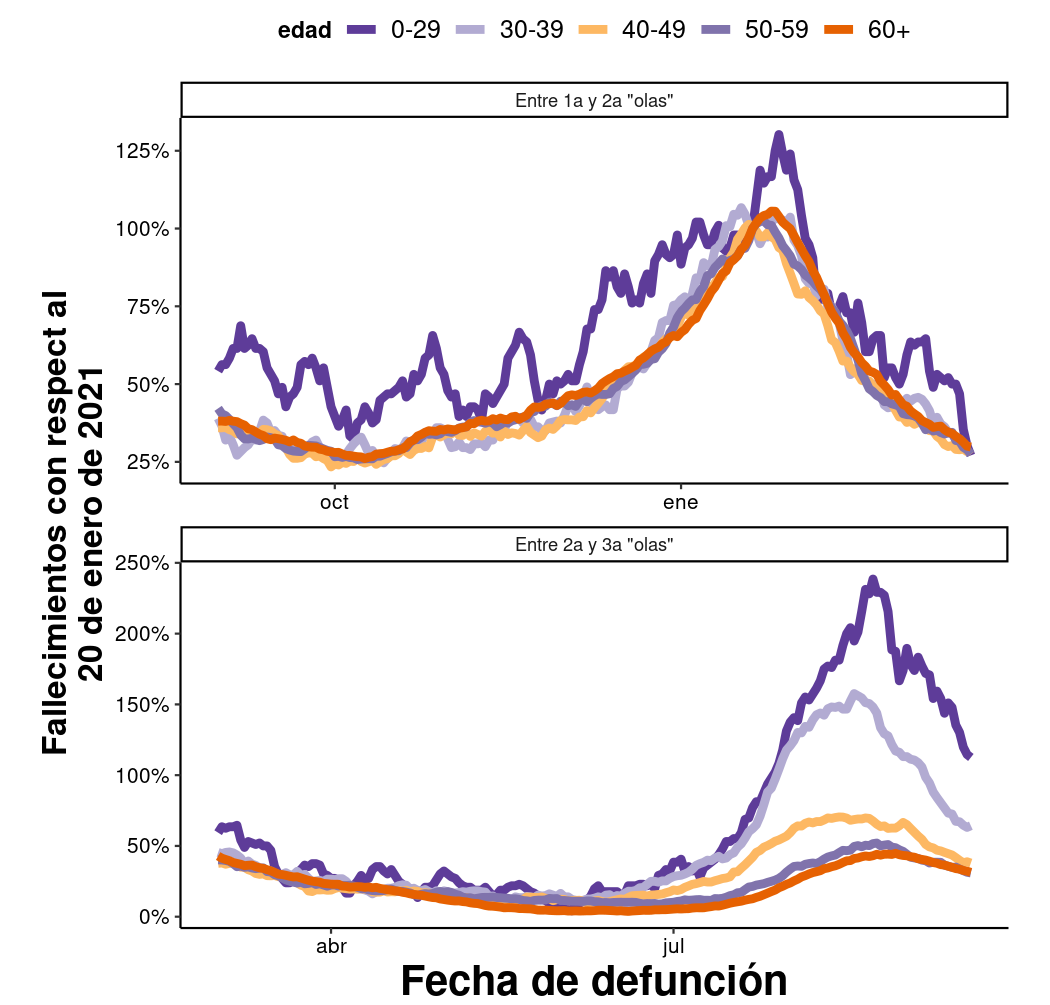 edad 0-29 30-39 40-49 50-59 60+
Entre 1a y 2a "olas"
125%
100%
75%
50%
25%
oct ene
Fallecimientos con respect al
20 de enero de 2021
Entre 2a y 3a "olas"
250%
200%
150%
100%
50%
0%
abr jul
Fecha de defunción